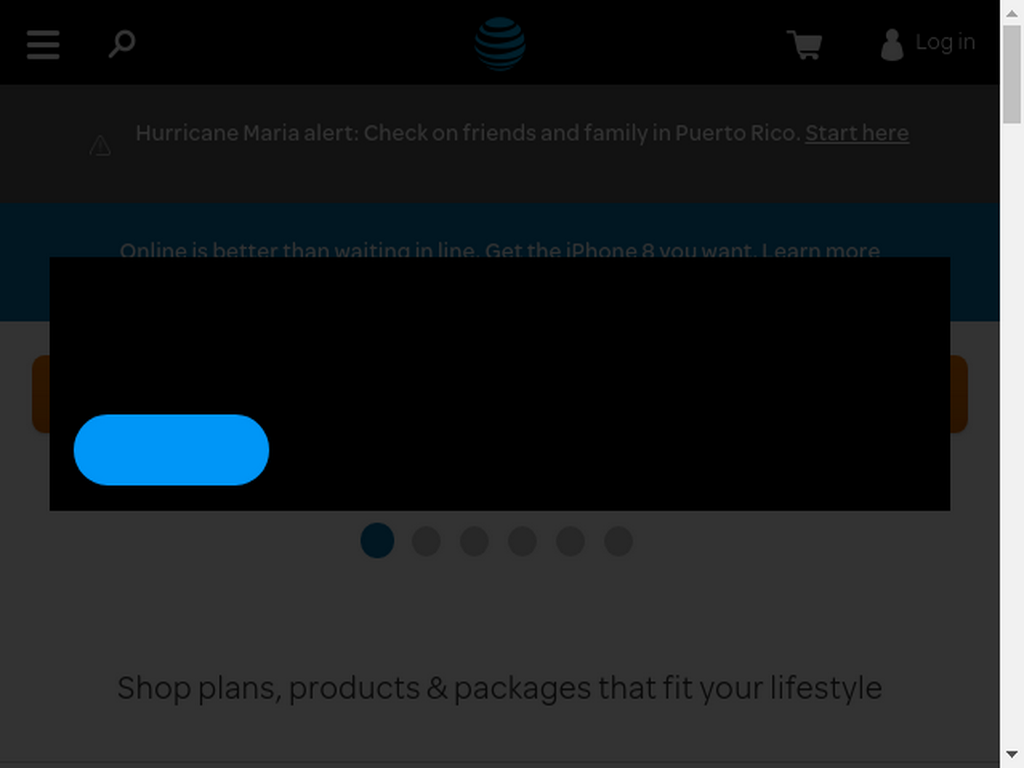 Log in
Hurricane Maria alert: Check on friends and family in Puerto Rico. Start here
Online is better than waiting in line. Get the iPhone 8 you want. Learn more
Shop plans, products & packages that fit your lifestyle